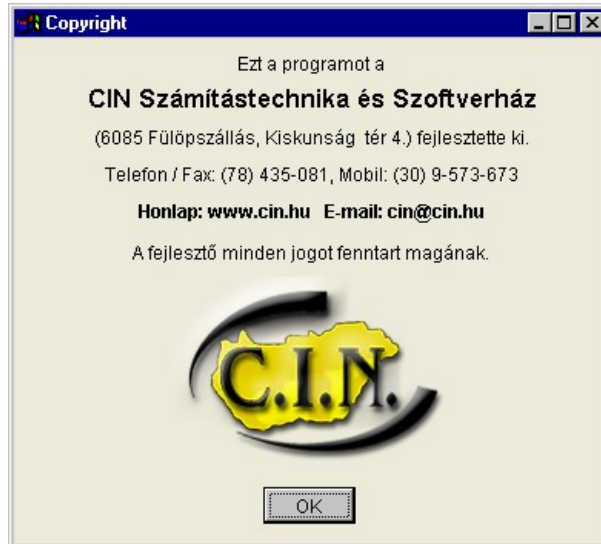 Copyright
Ezt a programot a
CIN Számítástechnika és Szoftverház
(6085 Fülöpszállás, Kiskunság tér 4.) fejlesztette ki.
Telefon / Fax: (78) 435-081, Mobil: (30) 9-573-673
Honlap: www.cin.hu E-mail: cin@cin.hu
A fejlesztő minden jogot fenntart magának.
C.I.N.
OK